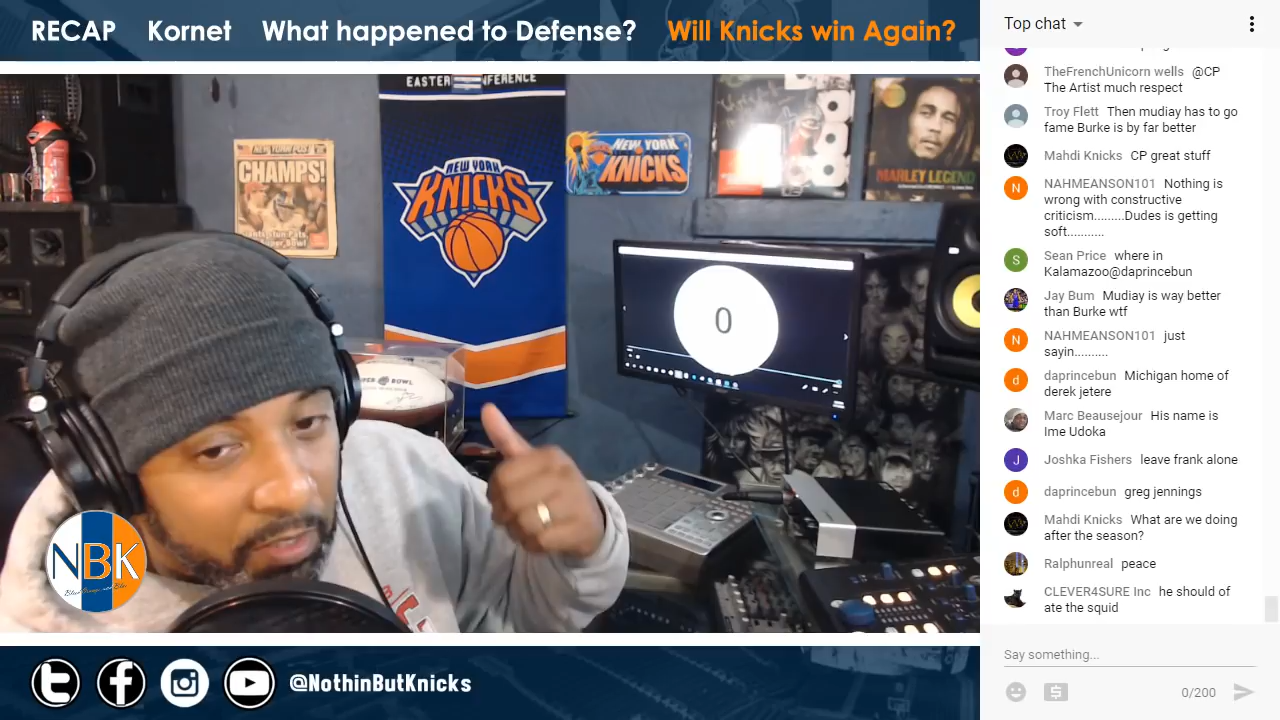 RECAP Kornet What happened to Defense? Will Knicks win Again?
EASTER
FERENCE
NEW YORK
KNICKS
NEW YORK POST
CHAMPS!
NEW YORK
KNICKS
MARLEY LEGEND
BOWL
0
NBK
@NothinButKnicks
Top chat
TheFrenchUnicorn wells @CP
The Artist much respect
Troy Flett Then mudiay has to go
fame Burke is by far better
Mahdi Knicks CP great stuff
N NAHMEANSON101 Nothing is
wrong with constructive
criticism.........Dudes is getting
soft...........
S Sean Price where in
Kalamazoo@daprincebun
Jay Bum Mudiay is way better
than Burke wtf
N NAHMEANSON101 just
sayin..........
d daprincebun Michigan home of
derek jetere
Marc Beausejour His name is
Ime Udoka
J Joshka Fishers leave frank alone
d daprincebun greg jennings
Mahdi Knicks What are we doing
after the season?
Ralphunreal peace
CLEVER4SURE Inc he should of
ate the squid
Say something...
0/200